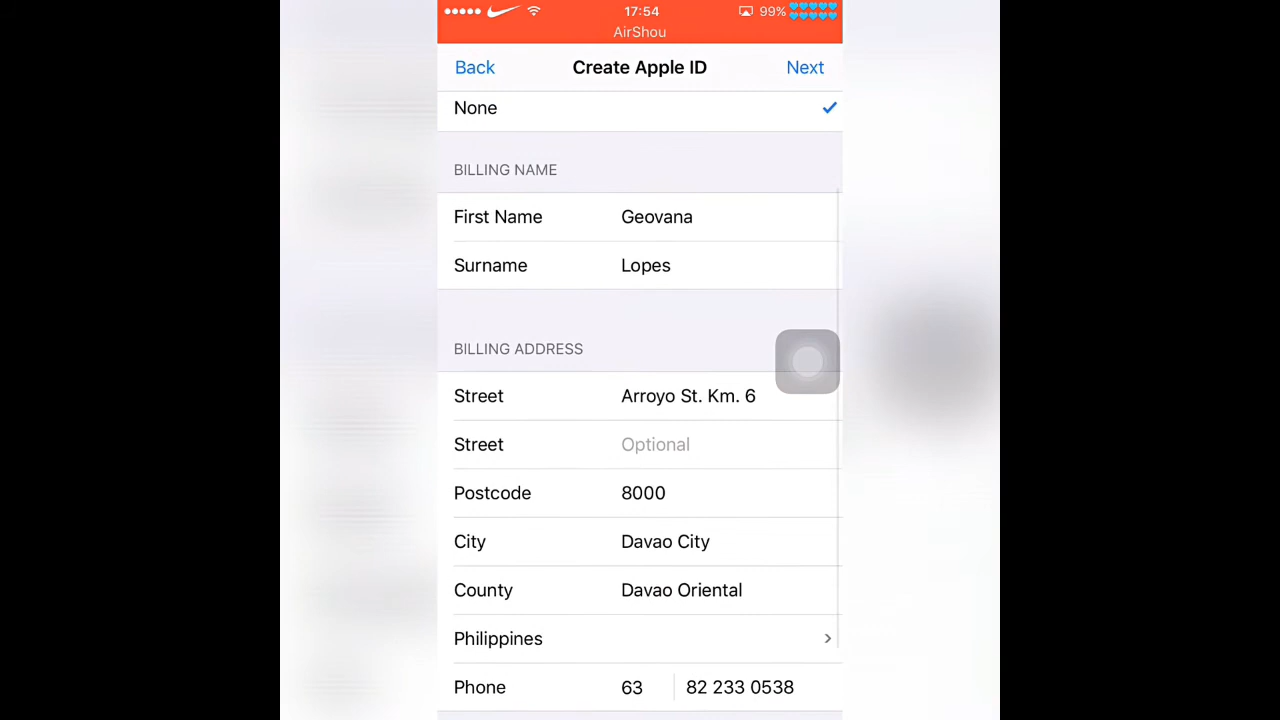 17:54
99%
AirShou
Back Create Apple ID Next
None
BILLING NAME
First Name Geovana
Surname Lopes
BILLING ADDRESS
Street Arroyo St. Km. 6
Street Optional
Postcode 8000
City Davao City
County Davao Oriental
Philippines
Phone 63 82 233 0538